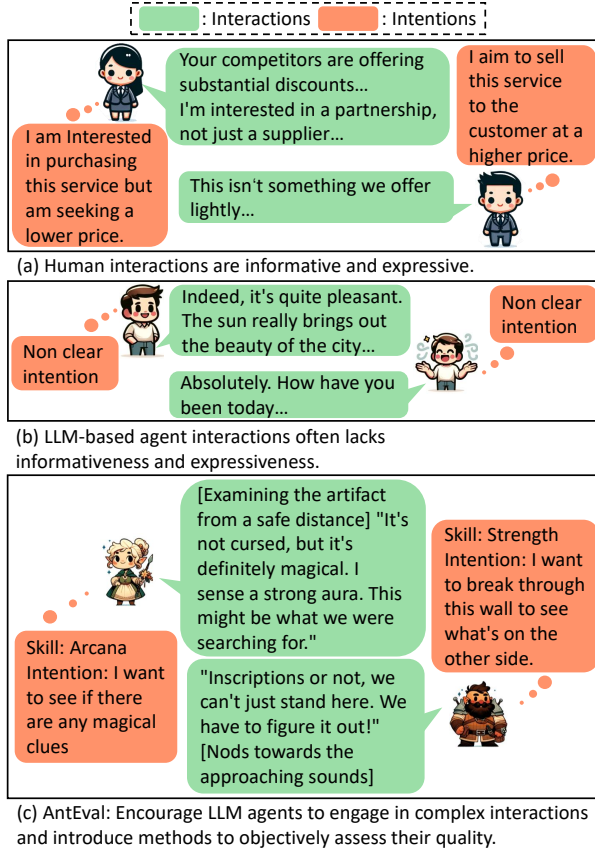 : Interactions
: Intentions
Your competitors are offering
substantial discounts...
I'm interested in a partnership,
not just a supplier...
I aim to sell
this service
to the
customer at a
higher price.
I am Interested
in purchasing
this service but
am seeking a
lower price.
This isn't something we offer
lightly...
(a) Human interactions are informative and expressive.
Indeed, it's quite pleasant.
The sun really brings out
the beauty of the city...
Non clear
intention
Non clear
intention
Absolutely. How have you
been today...
(b) LLM-based agent interactions often lacks
informativeness and expressiveness.
[Examining the artifact
from a safe distance] "It's
not cursed, but it's
definitely magical. I
sense a strong aura. This
might be what we were
searching for."
Skill: Strength
Intention: I want
to break through
this wall to see
what's on the
other side.
Skill: Arcana
Intention: I want
to see if there
are any magical
clues
"Inscriptions or not, we
can't just stand here. We
have to figure it out!"
[Nods towards the
approaching sounds]
(c) AntEval: Encourage LLM agents to engage in complex interactions
and introduce methods to objectively assess their quality.